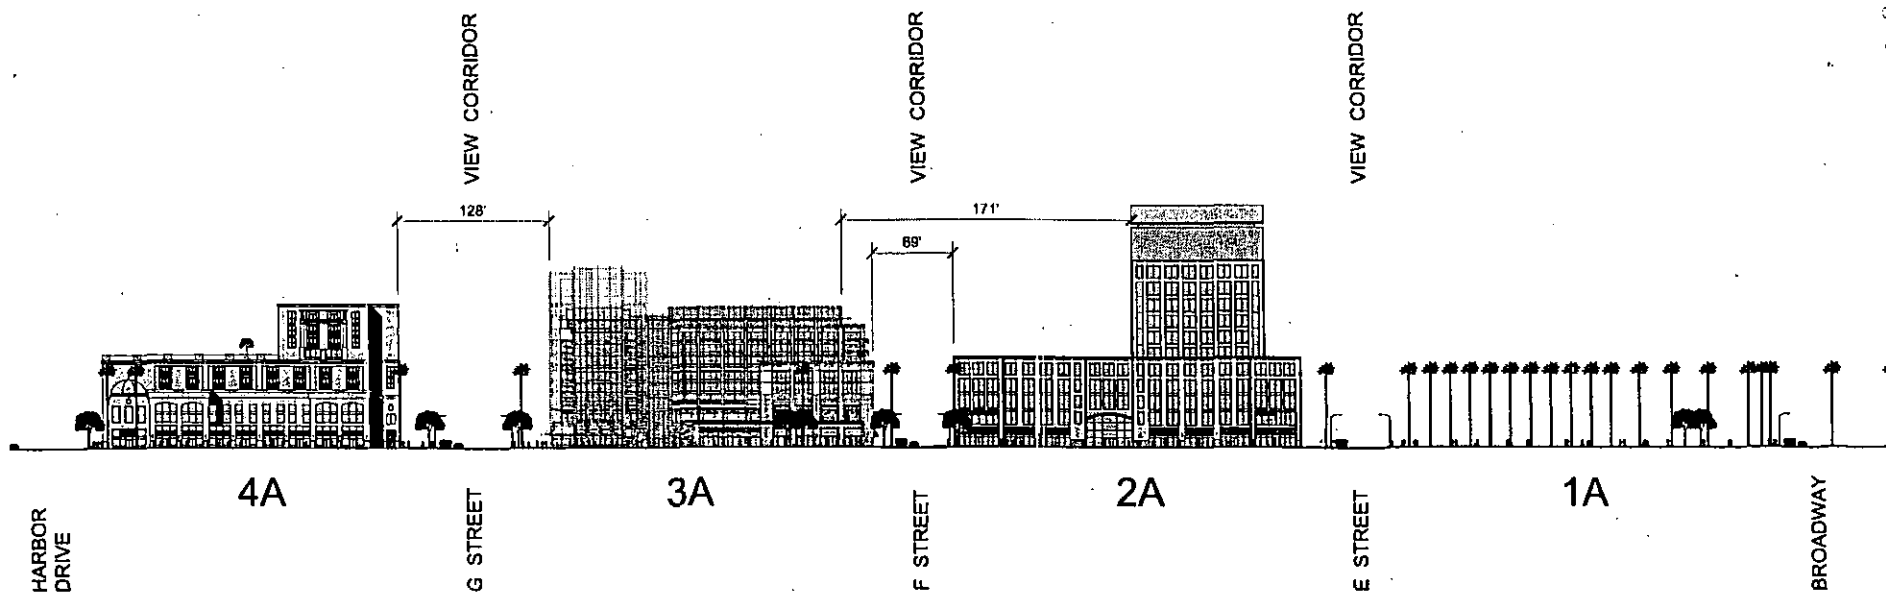 VIEW CORRIDOR
VIEW CORRIDOR
VIEW CORRIDOR
128'
171'
89'
4A
3A
2A
1A
HARBOR
DRIVE
G STREET
F STREET
E STREET
BROADWAY